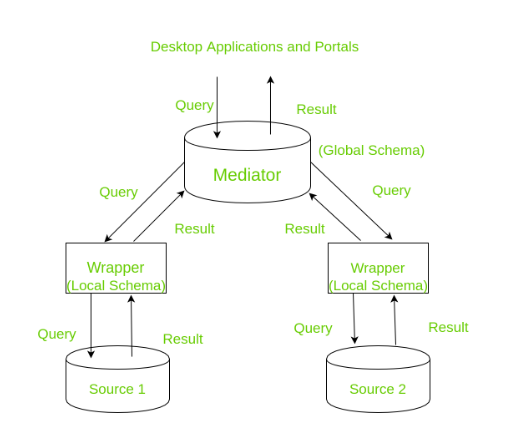 Desktop Applications and Portals
Query
Result
(Global Schema)
Mediator
Query
Query
Result
Result
Wrapper
(Local Schema)
Wrapper
(Local Schema)
Query
Result
Query
Result
Source 1
Source 2